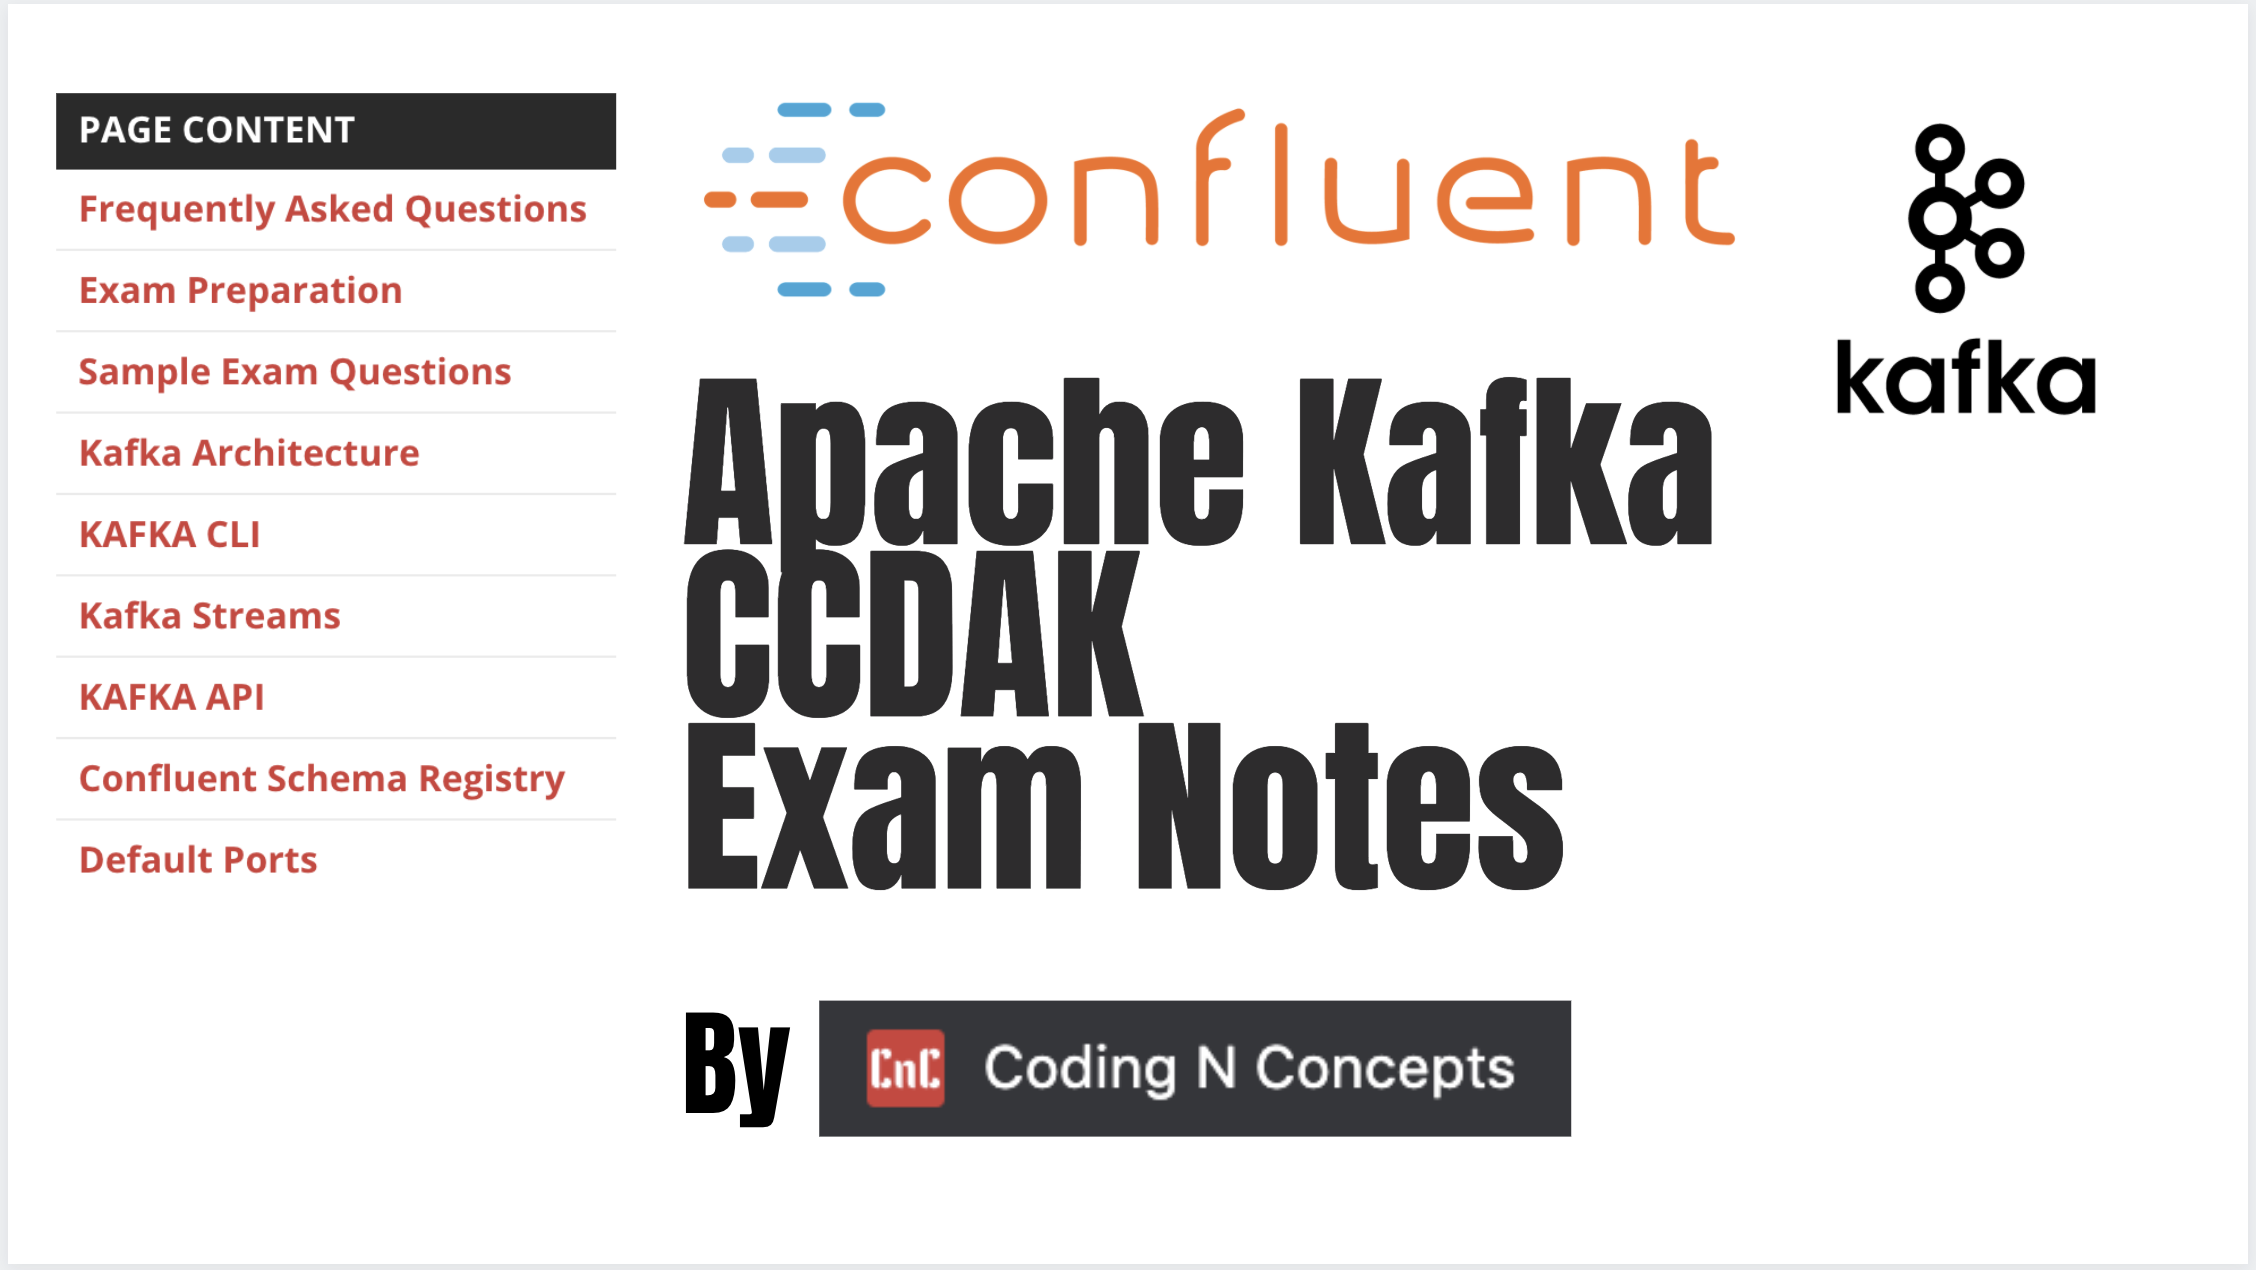 PAGE CONTENT
Frequently Asked Questions
Exam Preparation
Sample Exam Questions
Kafka Architecture
KAFKA CLI
Kafka Streams
KAFKA API
Confluent Schema Registry
Default Ports
confluent
kafka
Apache Kafka
CCDAK
Exam Notes
By
CnC Coding N Concepts